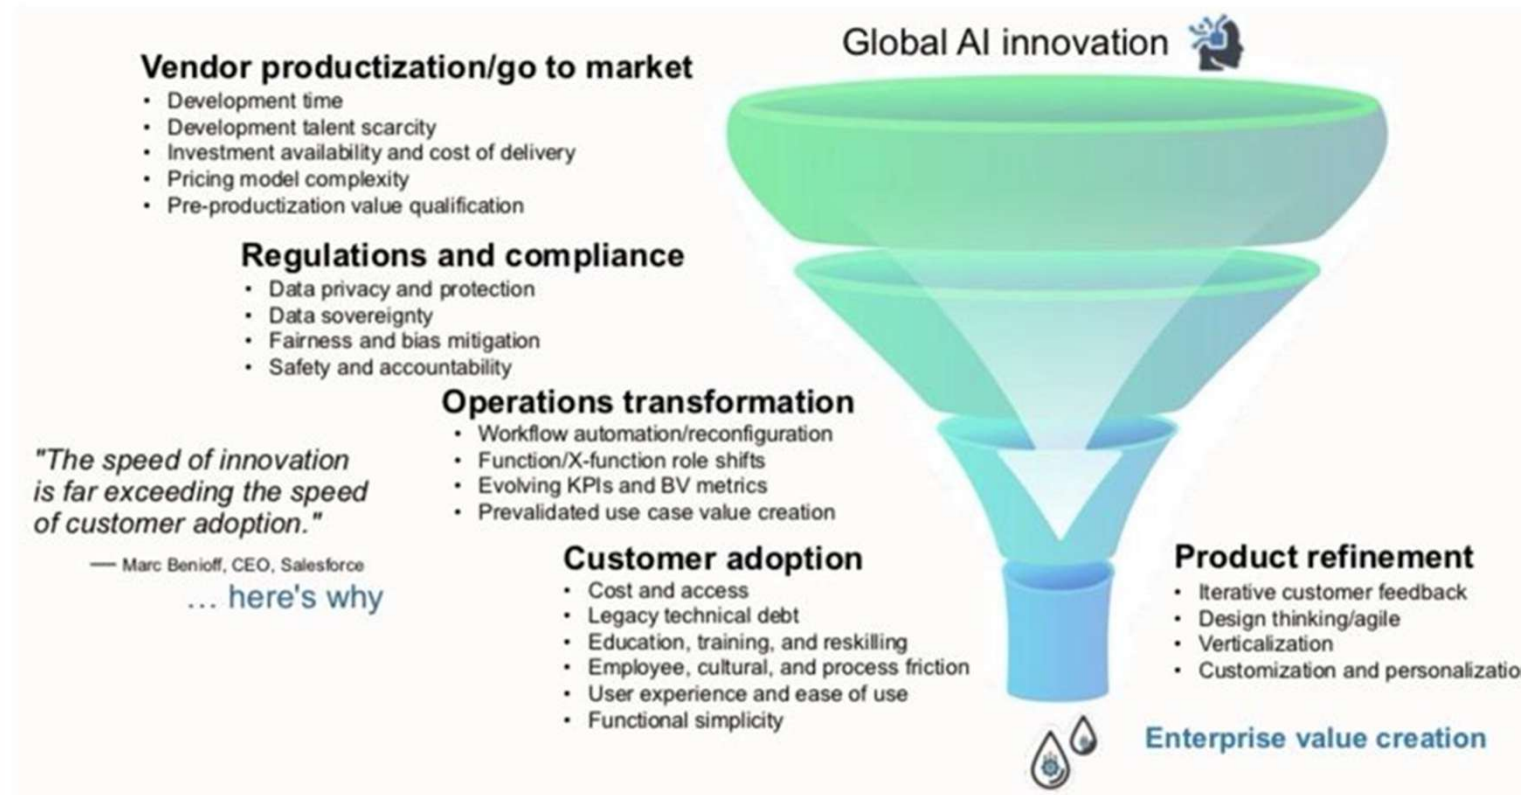 Global AI innovation
Vendor productization/go to market
• Development time
• Development talent scarcity
• Investment availability and cost of delivery
• Pricing model complexity
• Pre-productization value qualification
Regulations and compliance
• Data privacy and protection
• Data sovereignty
• Fairness and bias mitigation
• Safety and accountability
Operations transformation
• Workflow automation/reconfiguration
• Function/X-function role shifts
• Evolving KPIs and BV metrics
• Prevalidated use case value creation
"The speed of innovation
is far exceeding the speed
of customer adoption."
— Marc Benioff, CEO, Salesforce
... here's why
Customer adoption
• Cost and access
• Legacy technical debt
• Education, training, and reskilling
• Employee, cultural, and process friction
• User experience and ease of use
• Functional simplicity
Product refinement
• Iterative customer feedback
• Design thinking/agile
• Verticalization
• Customization and personalizatio
Enterprise value creation